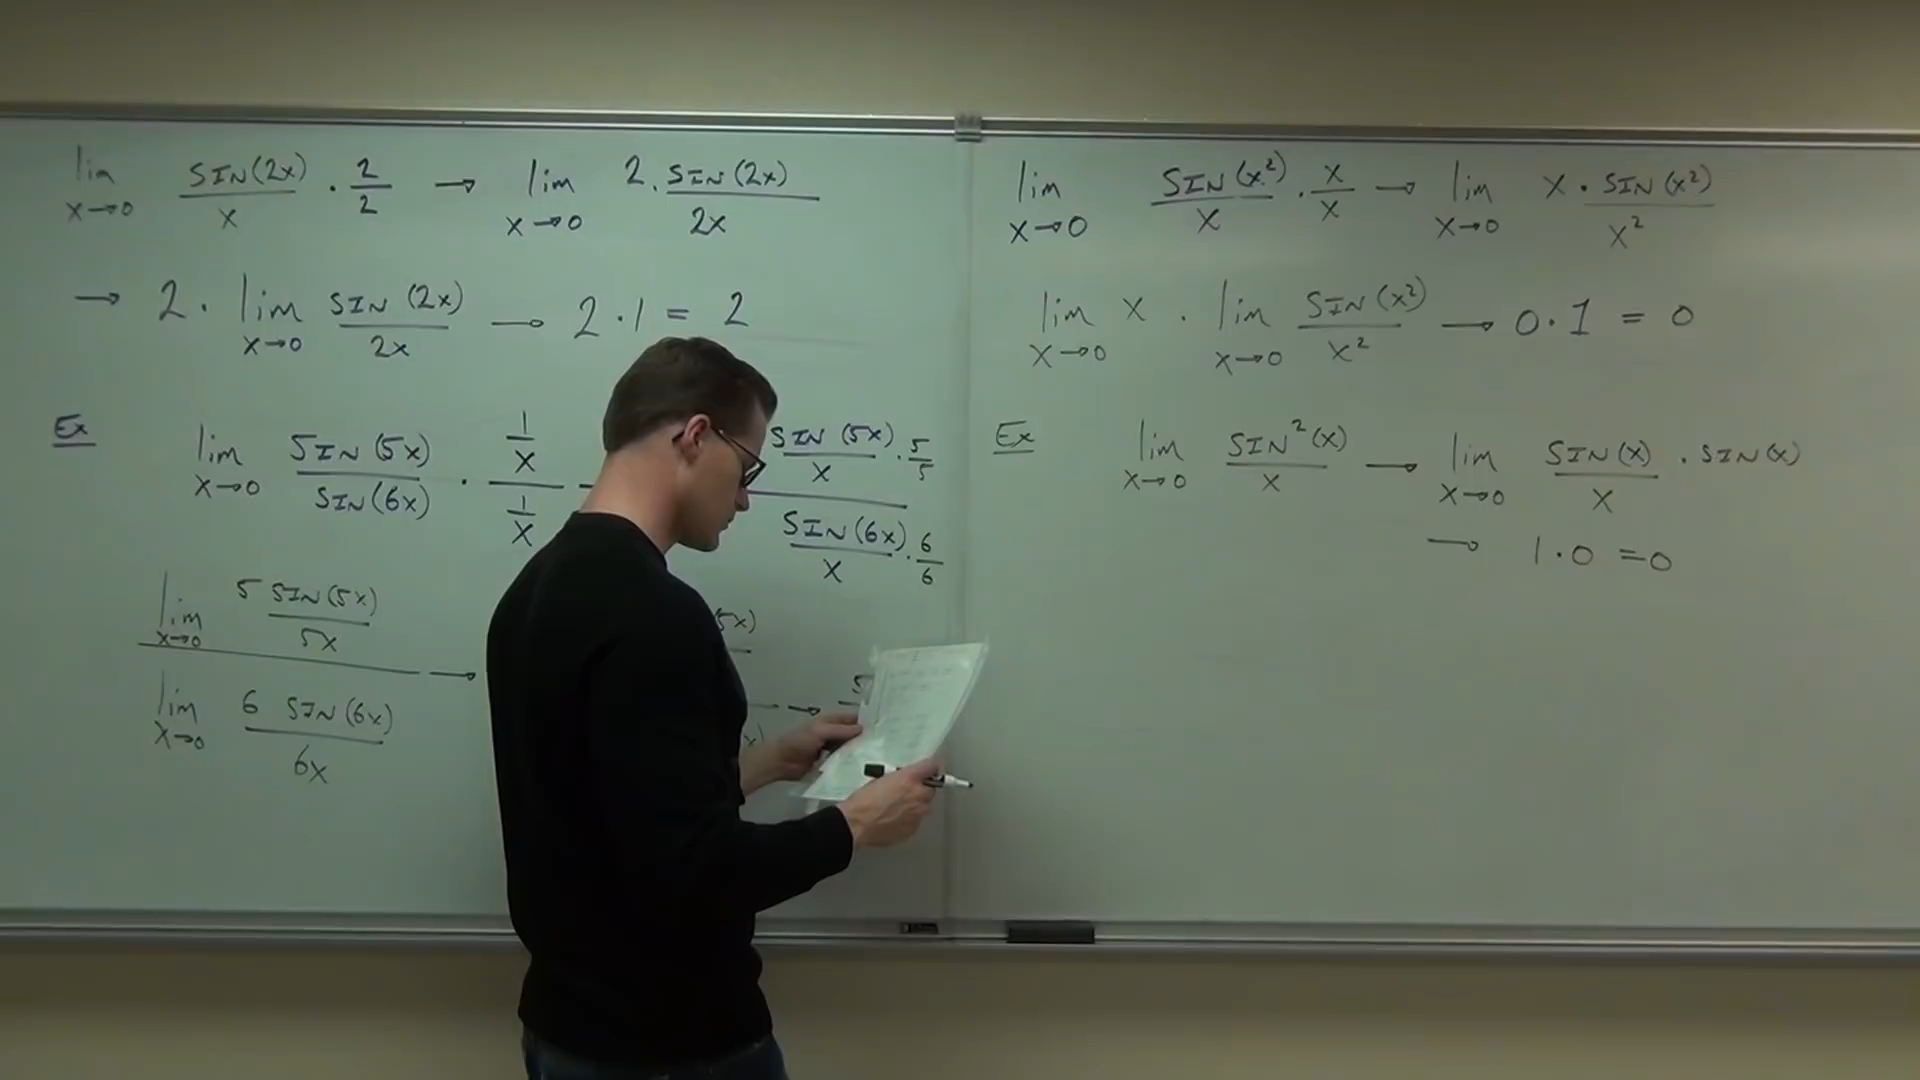 lim x→0 SIN(2x)/x · 2/2 → lim x→0 2 · SIN(2x)/2x
→ 2 · lim x→0 SIN(2x)/2x → 2 · 1 = 2
Ex lim x→0 SIN(5x)/SIN(6x) · (1/x)/(1/x)
SIN(5x)/x · 5/5
SIN(6x)/x · 6/6
lim x→0 5 SIN(5x)/5x
lim x→0 6 SIN(6x)/6x →
5x)
→ 5
x)
lim x→0 SIN(x²)/x · x/x → lim x→0 x · SIN(x²)/x²
lim x→0 x · lim x→0 SIN(x²)/x² → 0 · 1 = 0
Ex lim x→0 SIN²(x)/x → lim x→0 SIN(x)/x · SIN(x)
→ 1 · 0 = 0